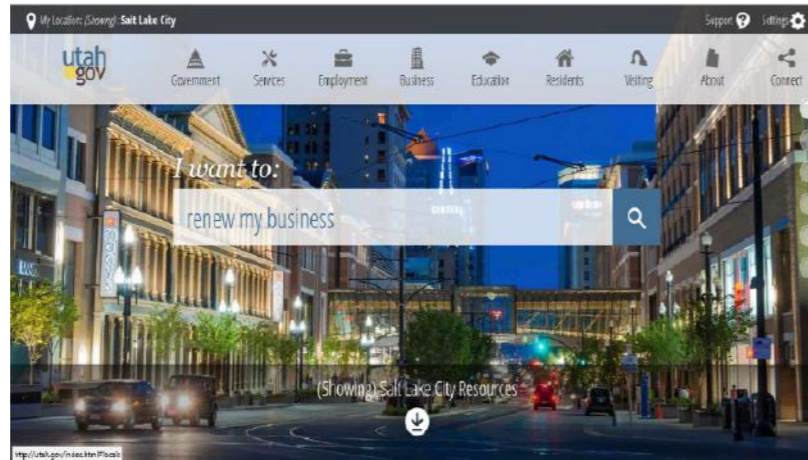 My Location: (Showing) Salt Lake City
Support ? Settings
utah
gov
Government Services Employment Business Education Residents Visiting About Connect
I want to:
renew my business
(Showing) Salt Lake City Resources
http://utah.gov/index.html#locals